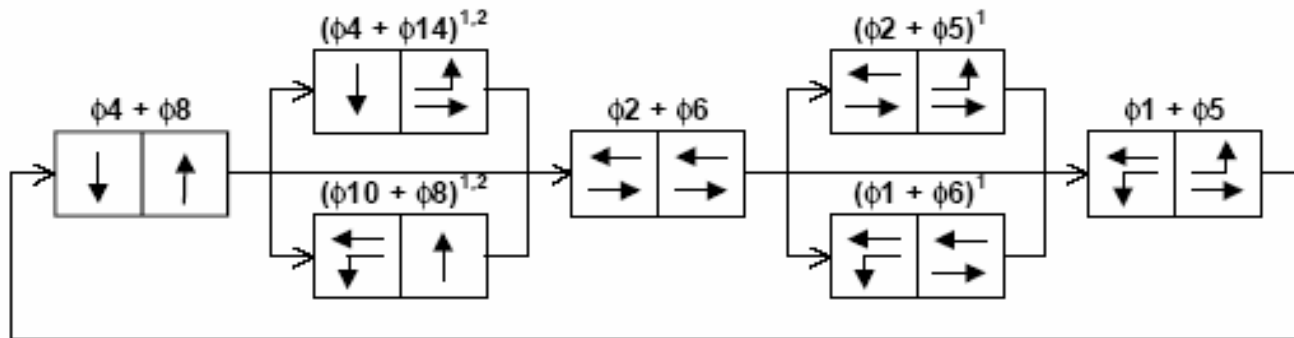 (ϕ4 + ϕ14)¹,²
(ϕ2 + ϕ5)¹
ϕ4 + ϕ8
ϕ2 + ϕ6
ϕ1 + ϕ5
(ϕ10 + ϕ8)¹,²
(ϕ1 + ϕ6)¹